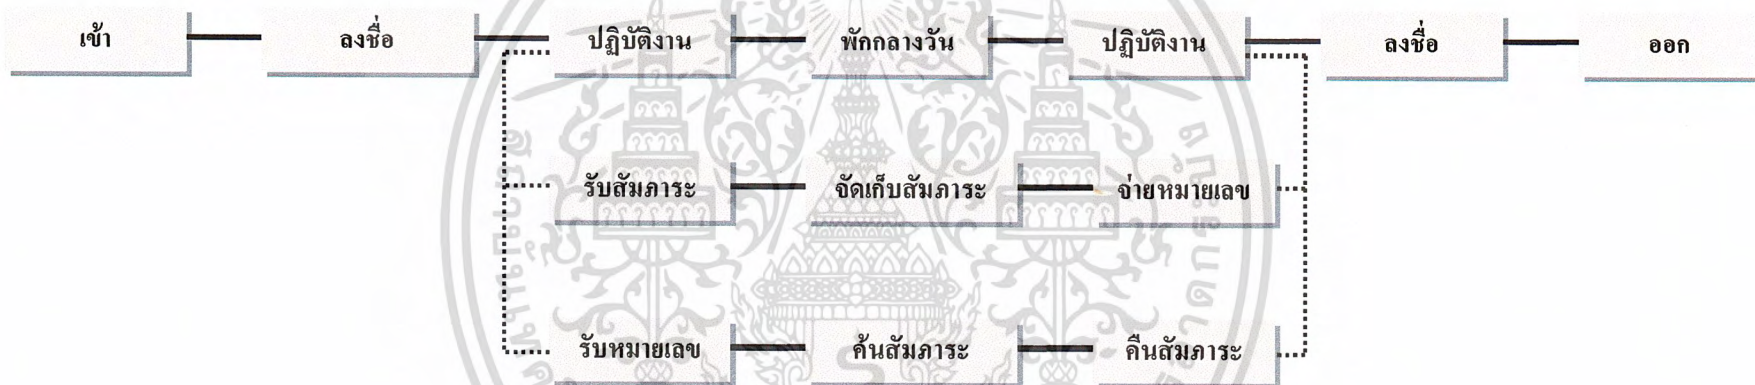 เข้า ลงชื่อ ปฏิบัติงาน พักกลางวัน ปฏิบัติงาน ลงชื่อ ออก
รับสัมภาระ จัดเก็บสัมภาระ จ่ายหมายเลข
รับหมายเลข ค้นสัมภาระ คืนสัมภาระ